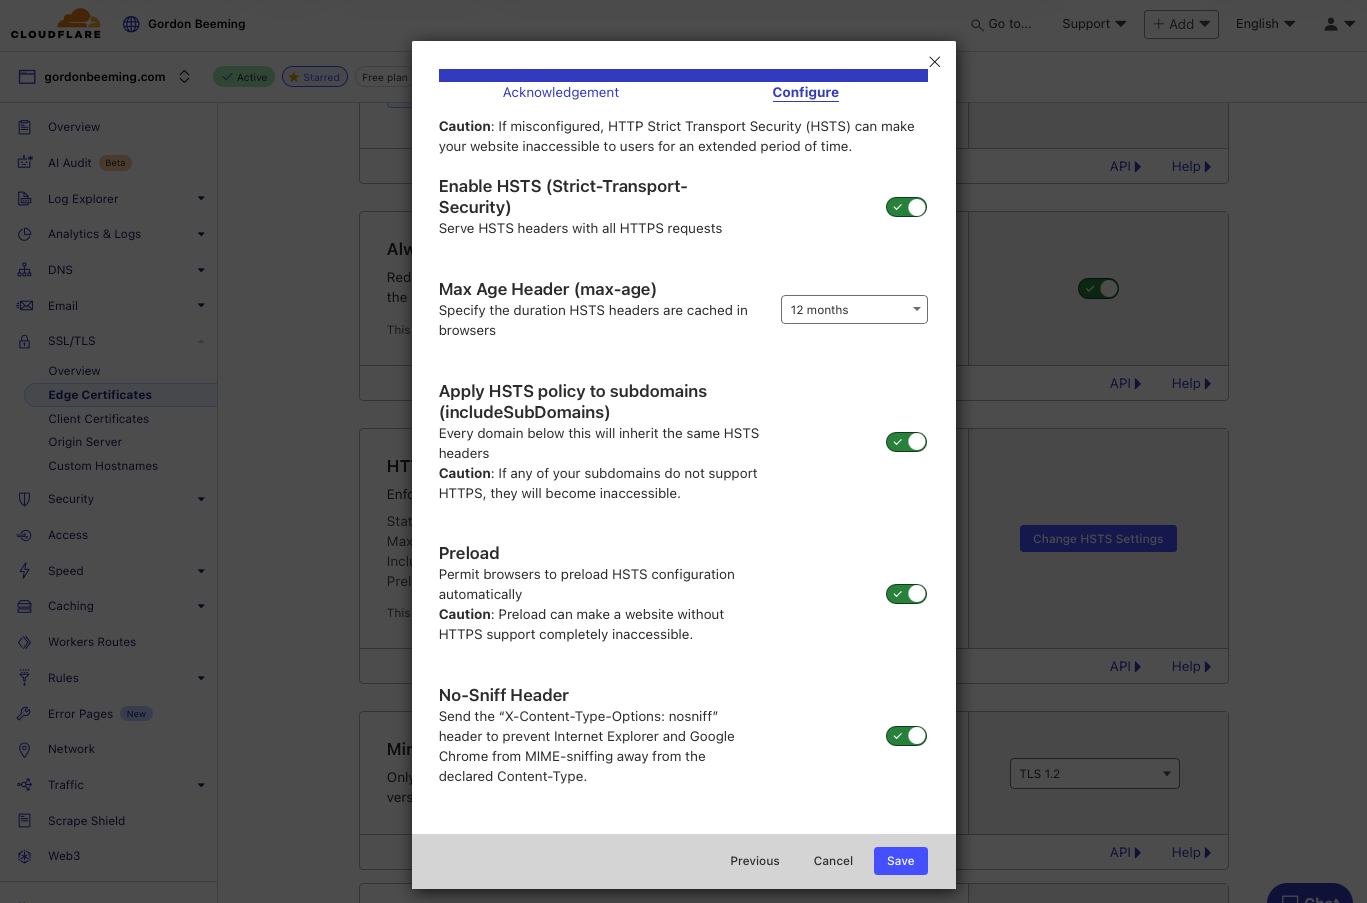 CLOUDFLARE
Gordon Beeming
Go to...
Support
Add
English
gordonbeeming.com
Active
Starred
Free plan
Overview
AI Audit Beta
Log Explorer
Analytics & Logs
DNS
Email
SSL/TLS
Overview
Edge Certificates
Client Certificates
Origin Server
Custom Hostnames
Security
Access
Speed
Caching
Workers Routes
Rules
Error Pages New
Network
Traffic
Scrape Shield
Web3
Acknowledgement
Configure
Caution: If misconfigured, HTTP Strict Transport Security (HSTS) can make
your website inaccessible to users for an extended period of time.
Enable HSTS (Strict-Transport-
Security)
Serve HSTS headers with all HTTPS requests
Max Age Header (max-age)
Specify the duration HSTS headers are cached in
browsers
12 months
Apply HSTS policy to subdomains
(includeSubDomains)
Every domain below this will inherit the same HSTS
headers
Caution: If any of your subdomains do not support
HTTPS, they will become inaccessible.
Preload
Permit browsers to preload HSTS configuration
automatically
Caution: Preload can make a website without
HTTPS support completely inaccessible.
No-Sniff Header
Send the “X-Content-Type-Options: nosniff”
header to prevent Internet Explorer and Google
Chrome from MIME-sniffing away from the
declared Content-Type.
Previous
Cancel
Save
API
Help
the
This
API
Help
Change HSTS Settings
This
API
Help
TLS 1.2
API
Help